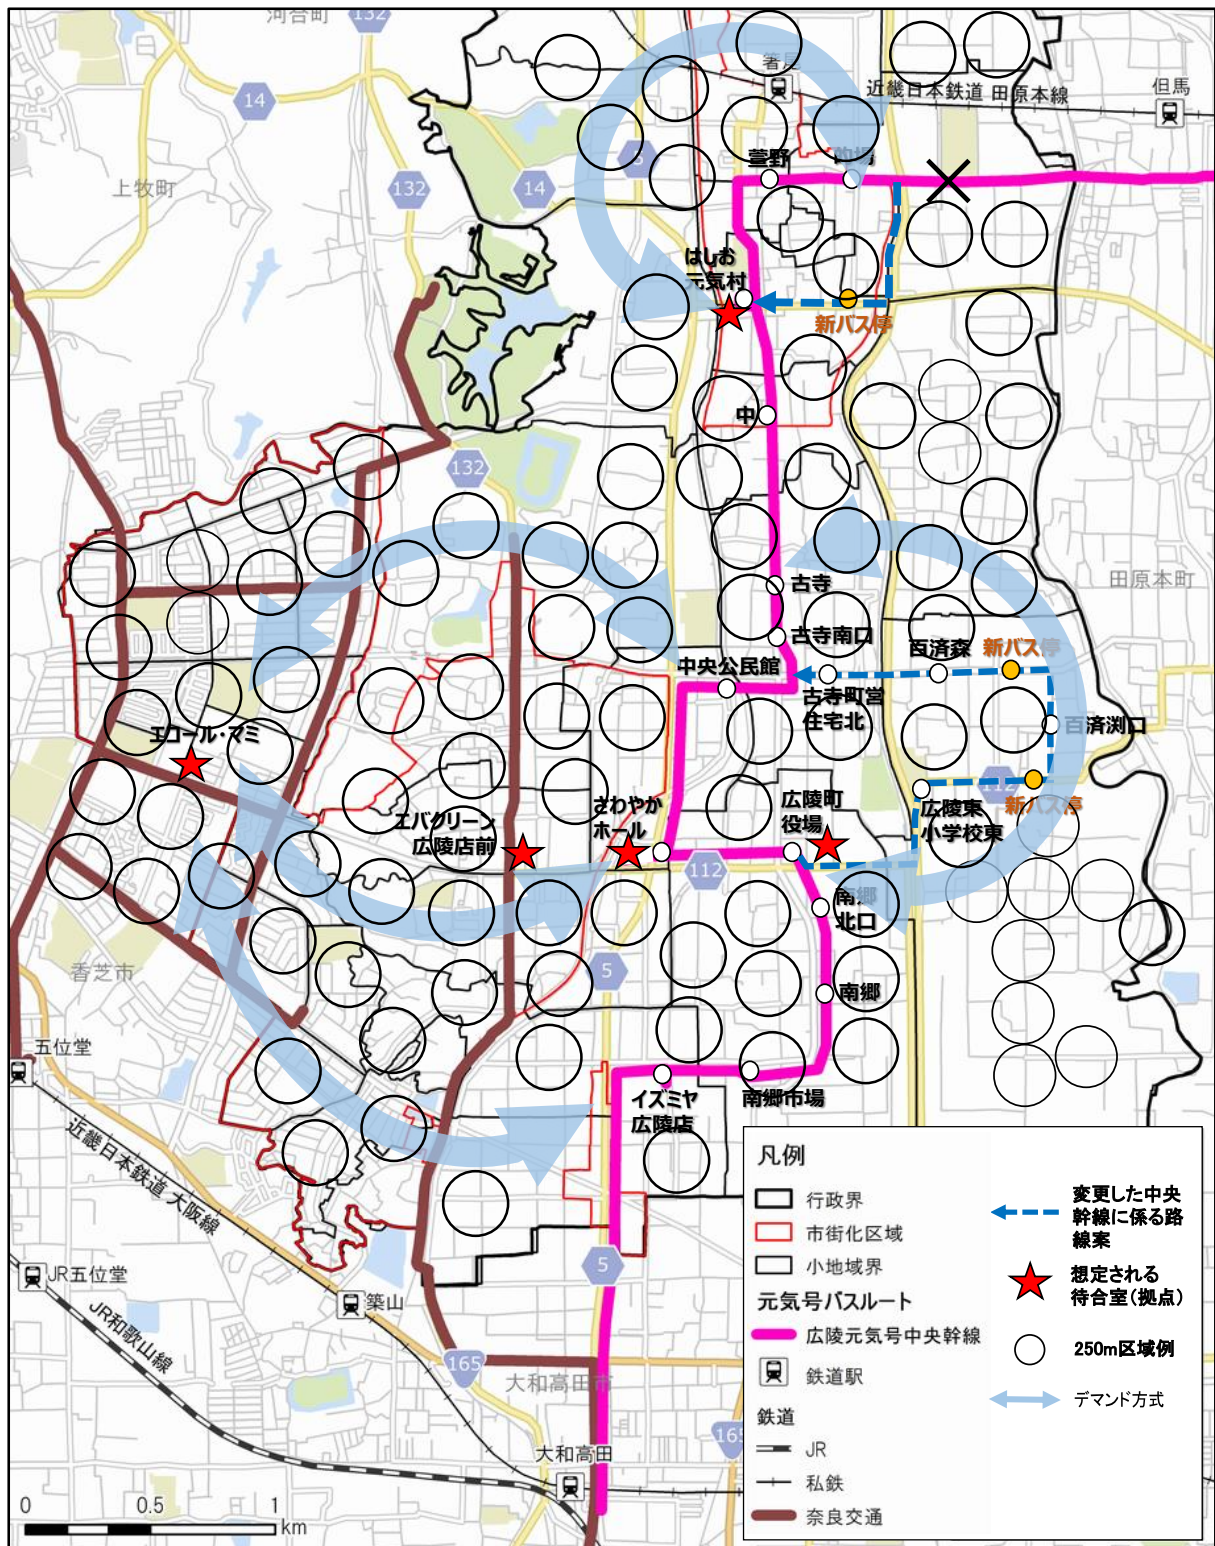 河合町
132
箸尾
近畿日本鉄道 田原本線
但馬
14
5
132
14
上牧町
萱野
的場
はしお
元気村
新バス停
中
132
田原本町
古寺
古寺南口
百済森
新バス停
中央公民館
古寺町営
住宅北
百済渕口
エコール・マミ
112
新バス停
さわやか
ホール
広陵町
役場
広陵東
小学校東
エバグリーン
広陵店前
112
南郷
北口
香芝市
5
南郷
五位堂
イズミヤ
広陵店
南郷市場
近畿日本鉄道 大阪線
JR五位堂
JR和歌山線
築山
5
165
大和高田市
165
大和高田
0
0.5
1
km
凡例
行政界
市街化区域
小地域界
元気号バスルート
広陵元気号中央幹線
鉄道駅
鉄道
JR
私鉄
奈良交通
変更した中央
幹線に係る路
線案
想定される
待合室(拠点)
250m区域例
デマンド方式